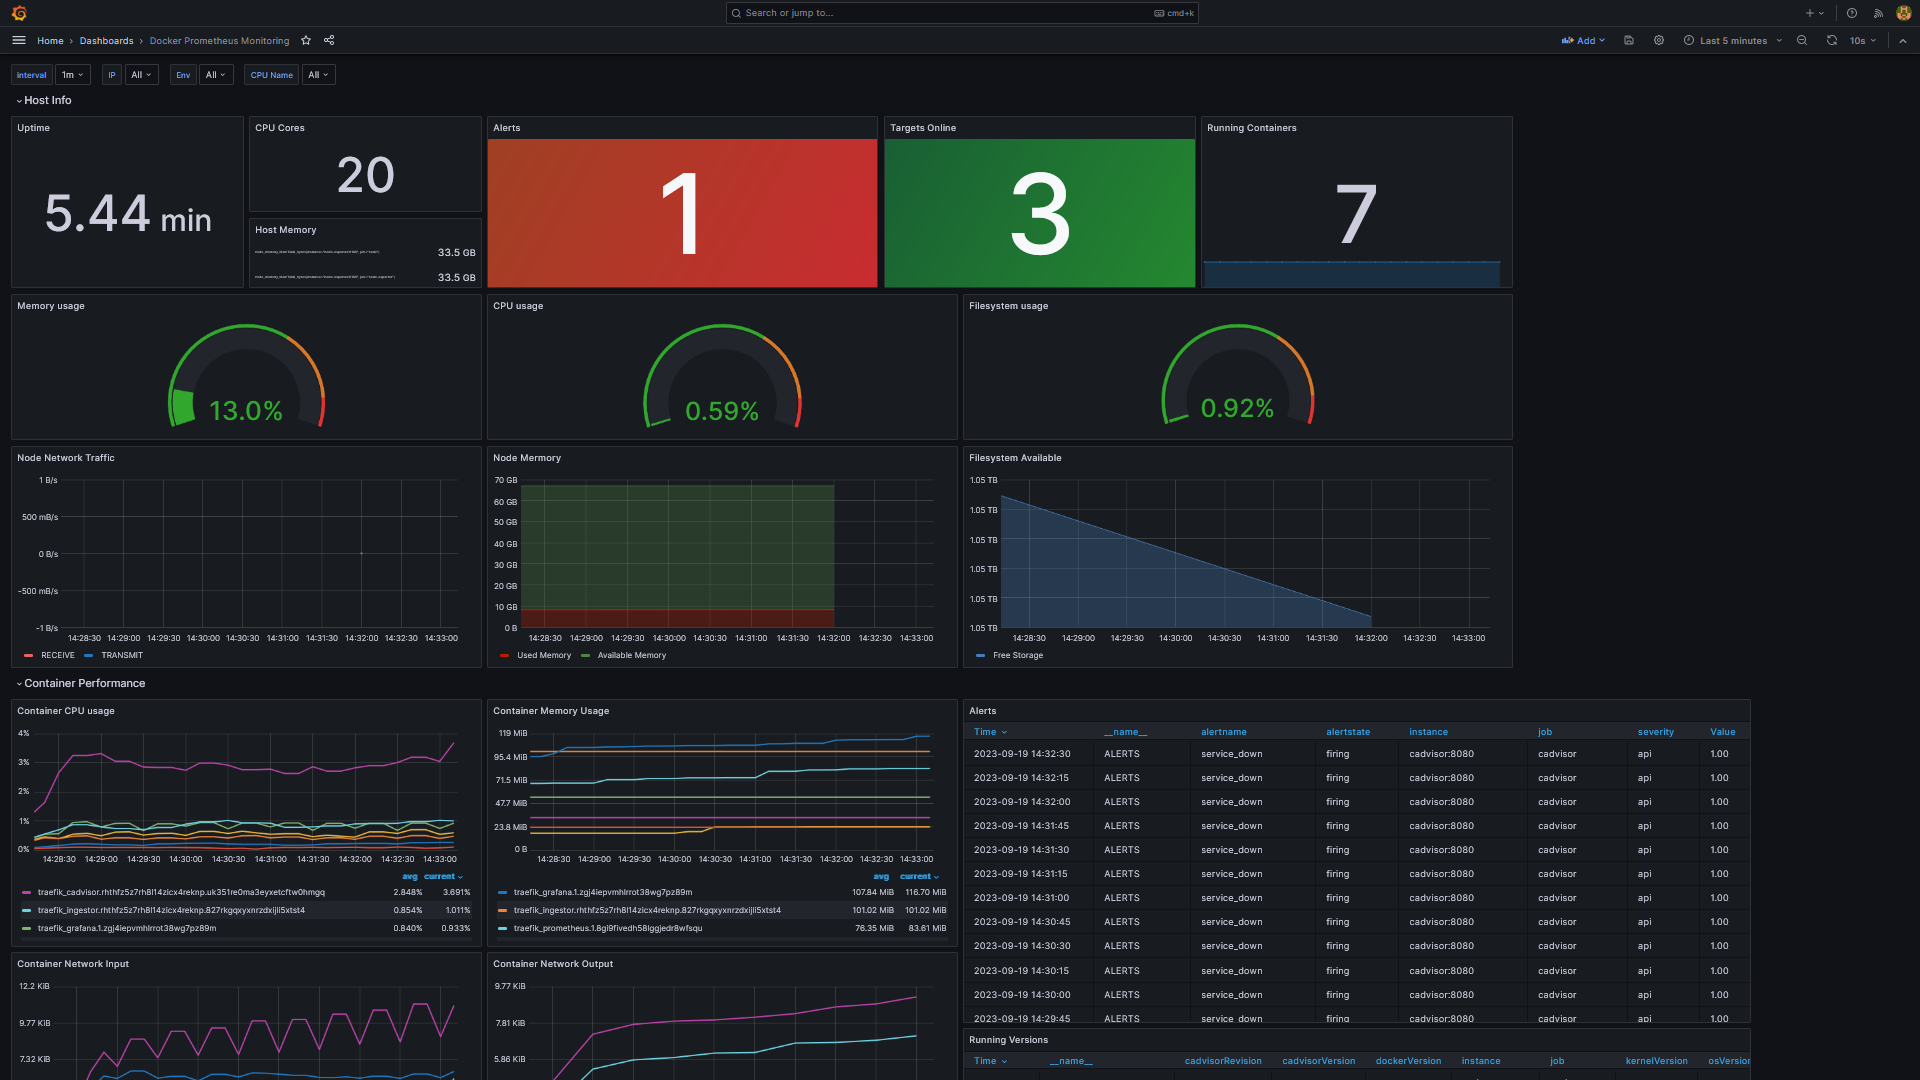 Search or jump to...
cmd+k
Home › Dashboards › Docker Prometheus Monitoring
Add
Last 5 minutes
10s
interval 1m
IP All
Env All
CPU Name All
Host Info
Uptime
5.44 min
CPU Cores
20
Host Memory
33.5 GB
33.5 GB
Alerts
1
Targets Online
3
Running Containers
7
Memory usage
13.0%
CPU usage
0.59%
Filesystem usage
0.92%
Node Network Traffic
1 B/s
500 mB/s
0 B/s
-500 mB/s
-1 B/s
14:28:30 14:29:00 14:29:30 14:30:00 14:30:30 14:31:00 14:31:30 14:32:00 14:32:30 14:33:00
RECEIVE TRANSMIT
Node Mermory
70 GB
60 GB
50 GB
40 GB
30 GB
20 GB
10 GB
0 B
14:28:30 14:29:00 14:29:30 14:30:00 14:30:30 14:31:00 14:31:30 14:32:00 14:32:30 14:33:00
Used Memory Available Memory
Filesystem Available
1.05 TB
1.05 TB
1.05 TB
1.05 TB
1.05 TB
1.05 TB
14:28:30 14:29:00 14:29:30 14:30:00 14:30:30 14:31:00 14:31:30 14:32:00 14:32:30 14:33:00
Free Storage
Container Performance
Container CPU usage
4%
3%
2%
1%
0%
14:28:30 14:29:00 14:29:30 14:30:00 14:30:30 14:31:00 14:31:30 14:32:00 14:32:30 14:33:00
avg current
traefik_cadvisor.rhthfz5z7rh8l14zicx4reknp.uk351re0ma3eyxetcftw0hmgq 2.848% 3.691%
traefik_ingestor.rhthfz5z7rh8l14zicx4reknp.827rkgqxyxnrzdxijli5xtst4 0.854% 1.011%
traefik_grafana.1.zgj4iepvmhlrrot38wg7pz89m 0.840% 0.933%
Container Memory Usage
119 MiB
95.4 MiB
71.5 MiB
47.7 MiB
23.8 MiB
0 B
14:28:30 14:29:00 14:29:30 14:30:00 14:30:30 14:31:00 14:31:30 14:32:00 14:32:30 14:33:00
avg current
traefik_grafana.1.zgj4iepvmhlrrot38wg7pz89m 107.84 MiB 116.70 MiB
traefik_ingestor.rhthfz5z7rh8l14zicx4reknp.827rkgqxyxnrzdxijli5xtst4 101.02 MiB 101.02 MiB
traefik_prometheus.1.8gi9fivedh58lggjedr8wfsqu 76.35 MiB 83.61 MiB
Alerts
Time __name__ alertname alertstate instance job severity Value
2023-09-19 14:32:30 ALERTS service_down firing cadvisor:8080 cadvisor api 1.00
2023-09-19 14:32:15 ALERTS service_down firing cadvisor:8080 cadvisor api 1.00
2023-09-19 14:32:00 ALERTS service_down firing cadvisor:8080 cadvisor api 1.00
2023-09-19 14:31:45 ALERTS service_down firing cadvisor:8080 cadvisor api 1.00
2023-09-19 14:31:30 ALERTS service_down firing cadvisor:8080 cadvisor api 1.00
2023-09-19 14:31:15 ALERTS service_down firing cadvisor:8080 cadvisor api 1.00
2023-09-19 14:31:00 ALERTS service_down firing cadvisor:8080 cadvisor api 1.00
2023-09-19 14:30:45 ALERTS service_down firing cadvisor:8080 cadvisor api 1.00
2023-09-19 14:30:30 ALERTS service_down firing cadvisor:8080 cadvisor api 1.00
2023-09-19 14:30:15 ALERTS service_down firing cadvisor:8080 cadvisor api 1.00
2023-09-19 14:30:00 ALERTS service_down firing cadvisor:8080 cadvisor api 1.00
2023-09-19 14:29:45 ALERTS service_down firing cadvisor:8080 cadvisor api 1.00
Container Network Input
12.2 KiB
9.77 KiB
7.32 KiB
Container Network Output
9.77 KiB
7.81 KiB
5.86 KiB
Running Versions
Time __name__ cadvisorRevision cadvisorVersion dockerVersion instance job kernelVersion osVersion